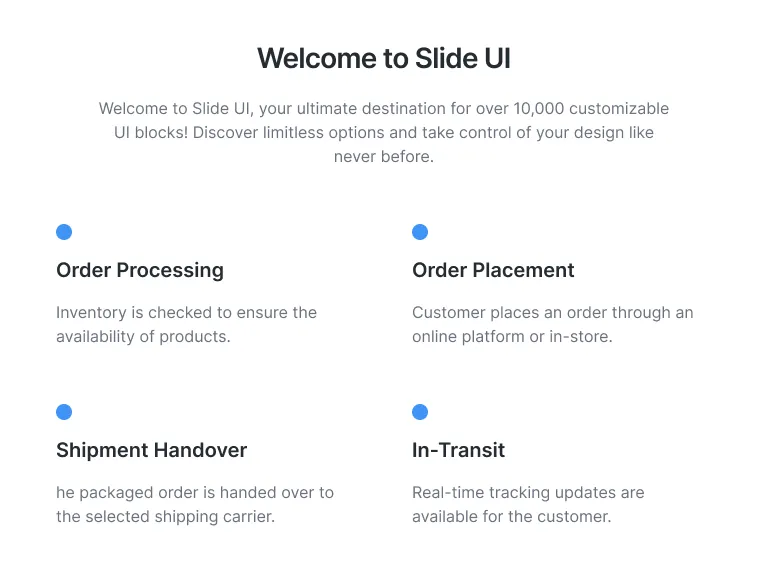 Welcome to Slide UI
Welcome to Slide UI, your ultimate destination for over 10,000 customizable
UI blocks! Discover limitless options and take control of your design like
never before.
Order Processing
Inventory is checked to ensure the
availability of products.
Order Placement
Customer places an order through an
online platform or in-store.
Shipment Handover
he packaged order is handed over to
the selected shipping carrier.
In-Transit
Real-time tracking updates are
available for the customer.